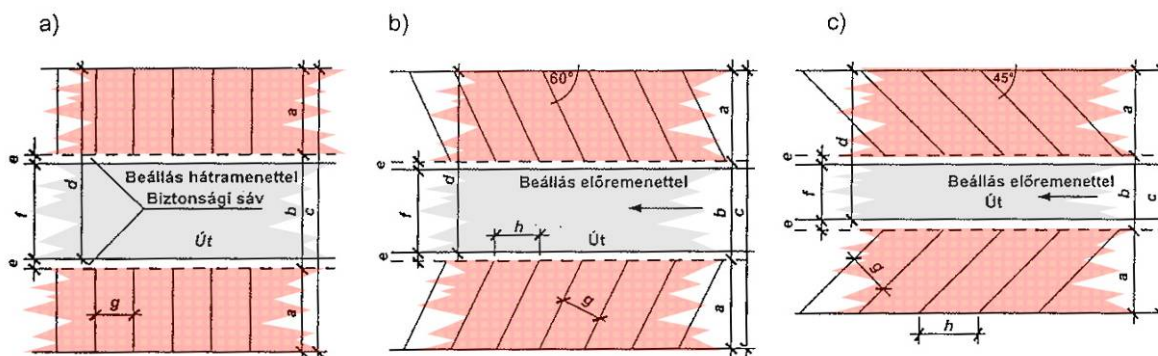 a)
a
e
d
Beállás hátramenettel
Biztonsági sáv
f
b
c
Út
e
g
a
b)
60°
a
e
Beállás előremenettel
d
f
b
c
h
Út
e
g
a
c)
45°
a
e
d
Beállás előremenettel
Út
f
b
c
e
g
a
h